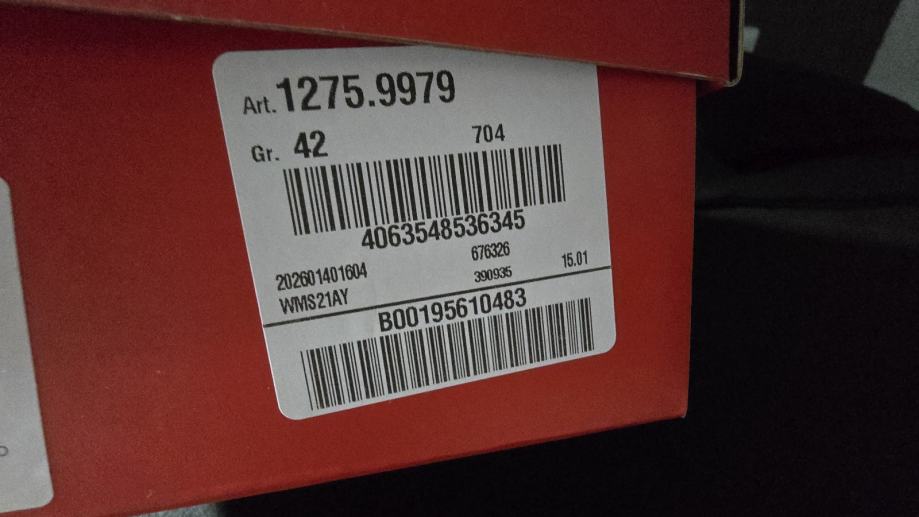 Art. 1275.9979
Gr. 42 704
4063548536345
676326
202601401604
390935 15.01
WMS21AY
B00195610483